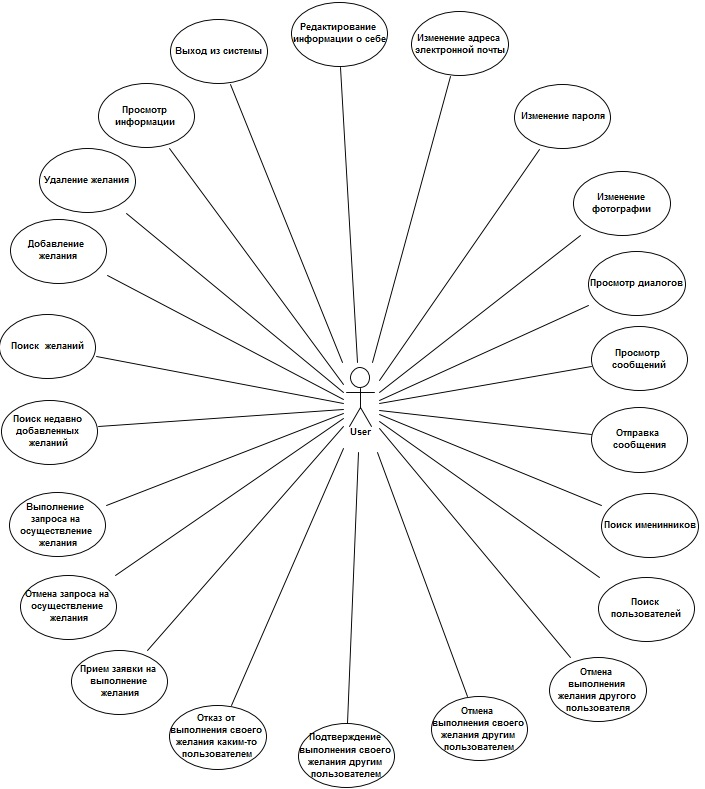 Редактирование
информации о себе
Изменение адреса
электронной почты
Выход из системы
Просмотр
информации
Изменение пароля
Удаление желания
Изменение
фотографии
Добавление
желания
Просмотр диалогов
Поиск желаний
Просмотр
сообщений
Поиск недавно
добавленных
желаний
User
Отправка
сообщения
Выполнение
запроса на
осуществление
желания
Поиск именинников
Отмена запроса на
осуществление
желания
Поиск
пользователей
Прием заявки на
выполнение
желания
Отмена
выполнения
желания другого
пользователя
Отказ от
выполнения своего
желания каким-то
пользователем
Подтверждение
выполнения своего
желания другим
пользователем
Отмена
выполнения своего
желания другим
пользователем